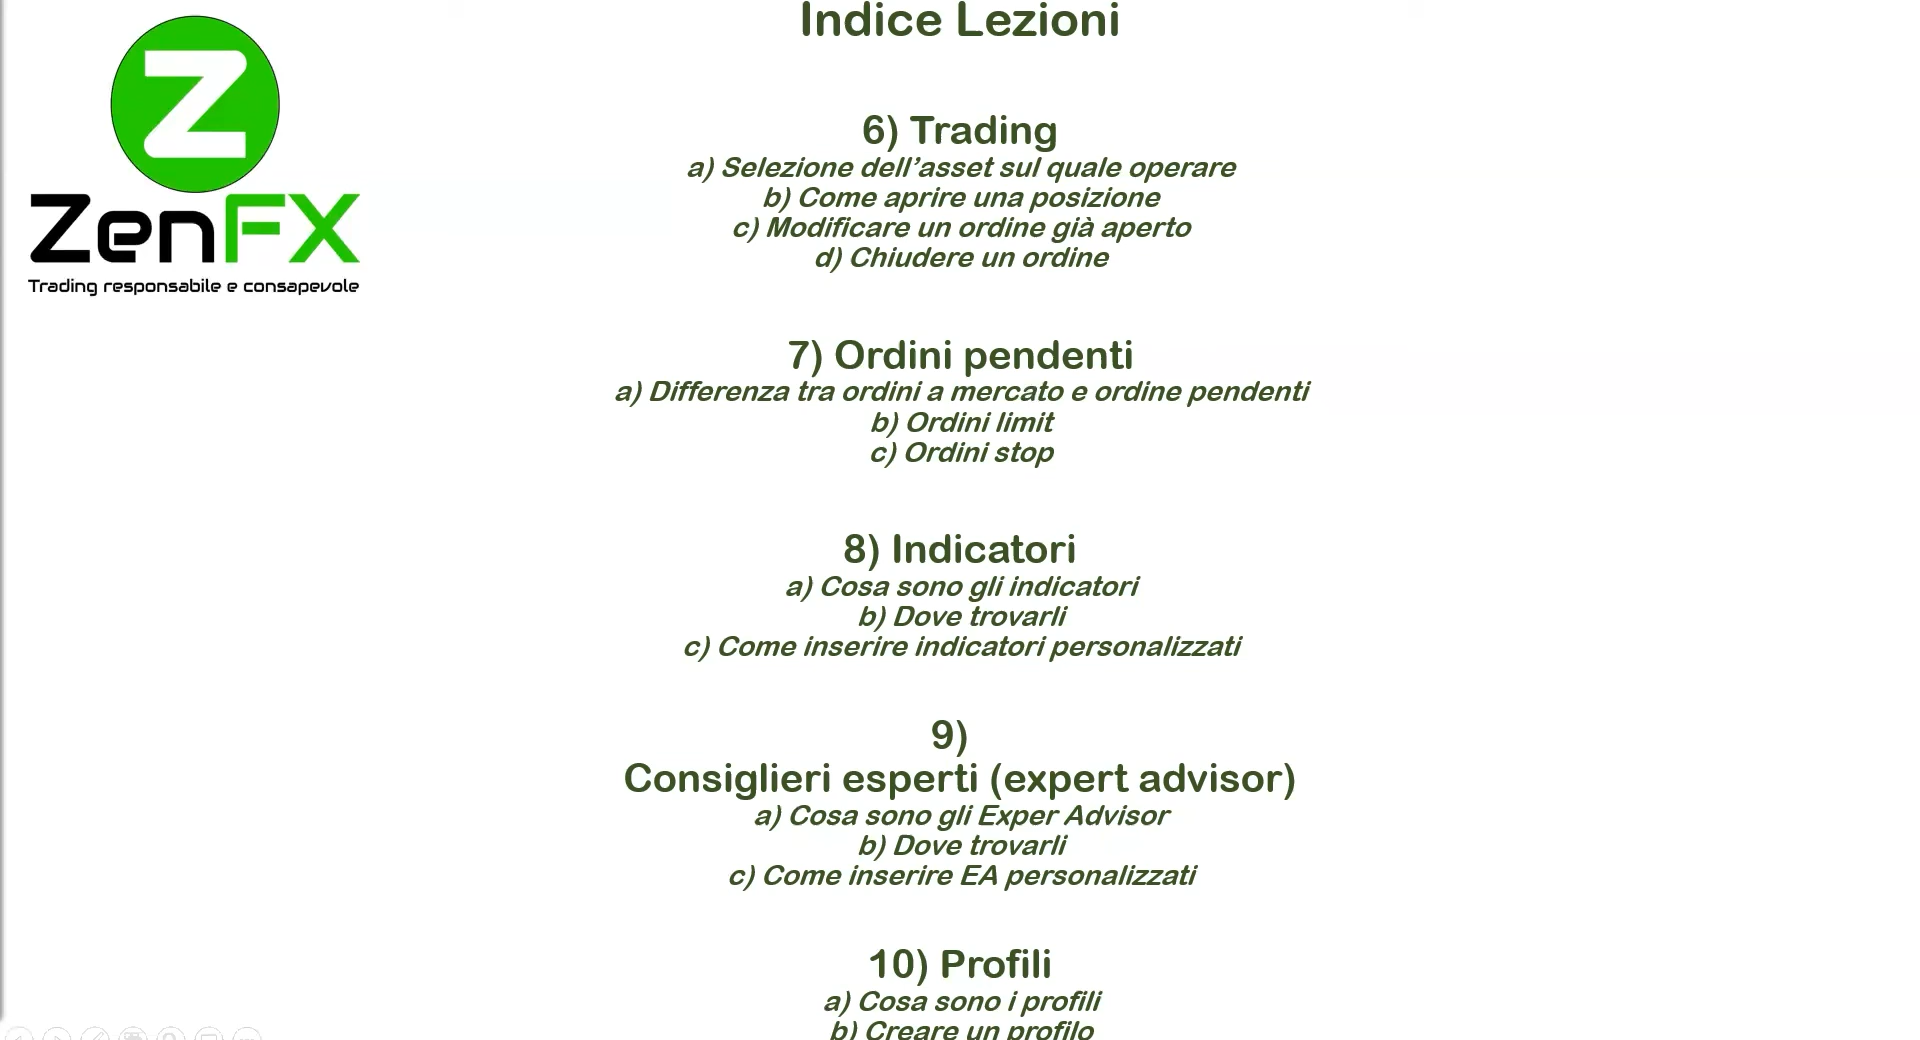 Indice Lezioni
Z
ZenFX
Trading responsabile e consapevole
6) Trading
a) Selezione dell’asset sul quale operare
b) Come aprire una posizione
c) Modificare un ordine già aperto
d) Chiudere un ordine
7) Ordini pendenti
a) Differenza tra ordini a mercato e ordine pendenti
b) Ordini limit
c) Ordini stop
8) Indicatori
a) Cosa sono gli indicatori
b) Dove trovarli
c) Come inserire indicatori personalizzati
9)
Consiglieri esperti (expert advisor)
a) Cosa sono gli Exper Advisor
b) Dove trovarli
c) Come inserire EA personalizzati
10) Profili
a) Cosa sono i profili
b) Creare un profilo